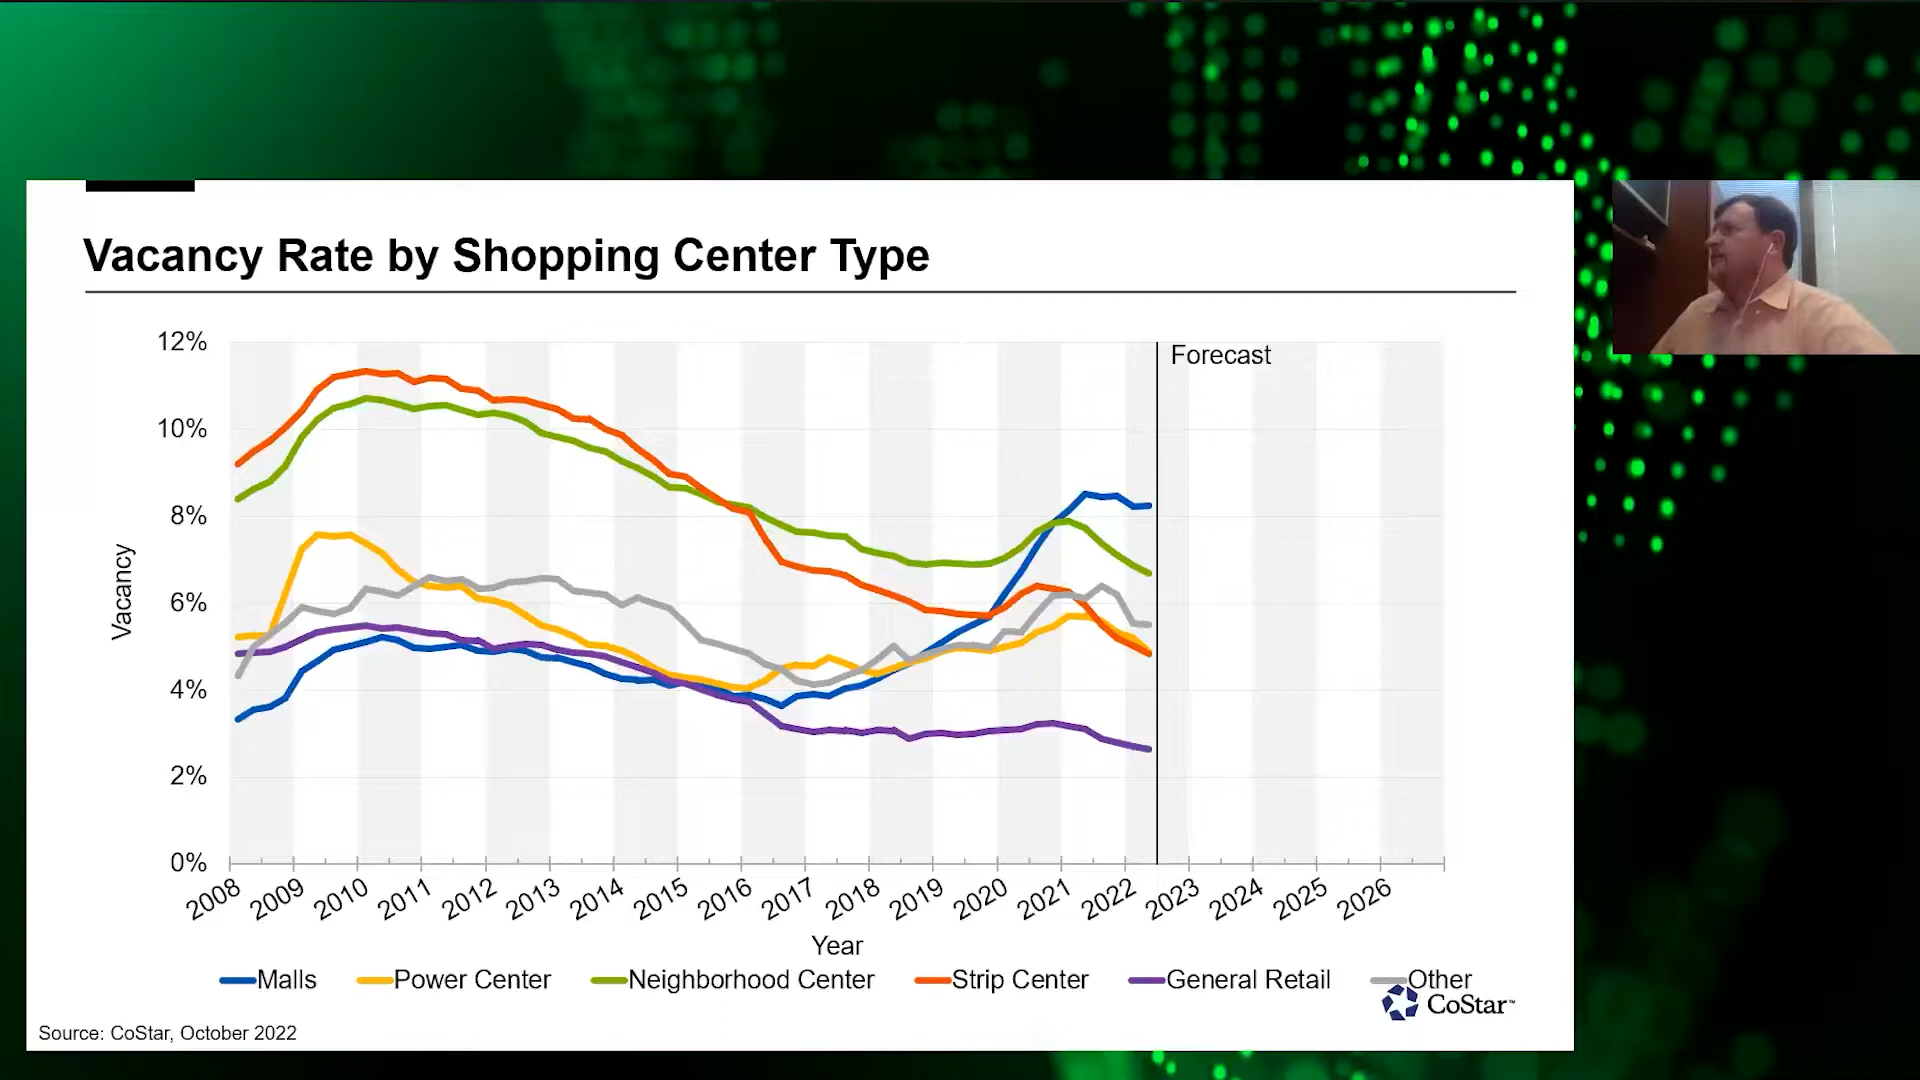 Vacancy Rate by Shopping Center Type
12%
Forecast
10%
8%
6%
4%
2%
0%
Vacancy
2008 2009 2010 2011 2012 2013 2014 2015 2016 2017 2018 2019 2020 2021 2022 2023 2024 2025 2026
Year
Malls Power Center Neighborhood Center Strip Center General Retail Other
CoStar™
Source: CoStar, October 2022